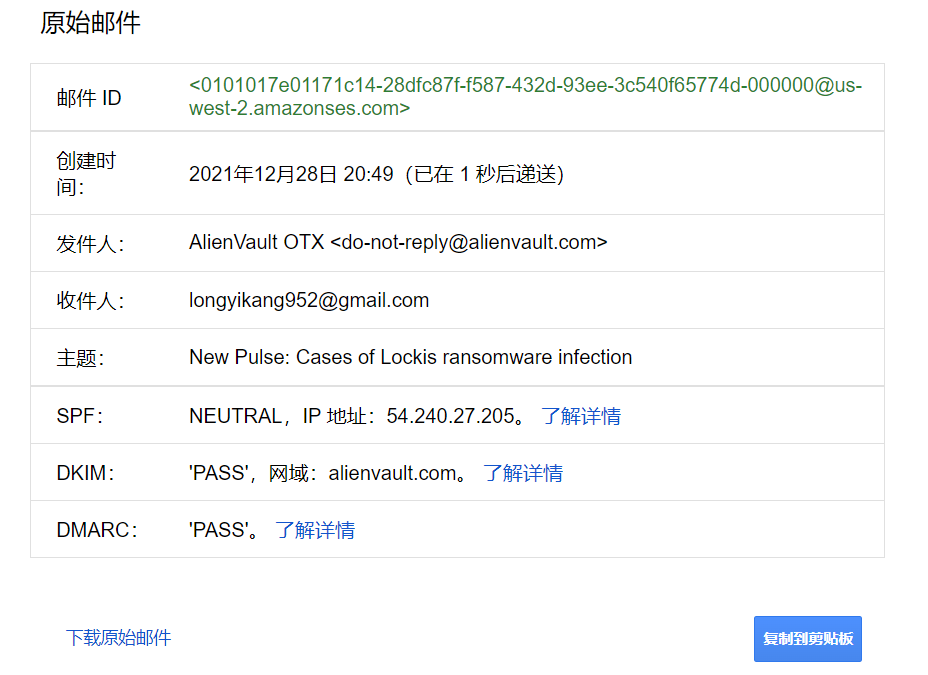 原始邮件
邮件 ID
<0101017e01171c14-28dfc87f-f587-432d-93ee-3c540f65774d-000000@us-
west-2.amazonses.com>
创建时
间：
2021年12月28日 20:49（已在 1 秒后递送）
发件人：
AlienVault OTX <do-not-reply@alienvault.com>
收件人：
longyikang952@gmail.com
主题：
New Pulse: Cases of Lockis ransomware infection
SPF：
NEUTRAL，IP 地址：54.240.27.205。 了解详情
DKIM：
'PASS'，网域：alienvault.com。 了解详情
DMARC：
'PASS'。 了解详情
下载原始邮件
复制到剪贴板